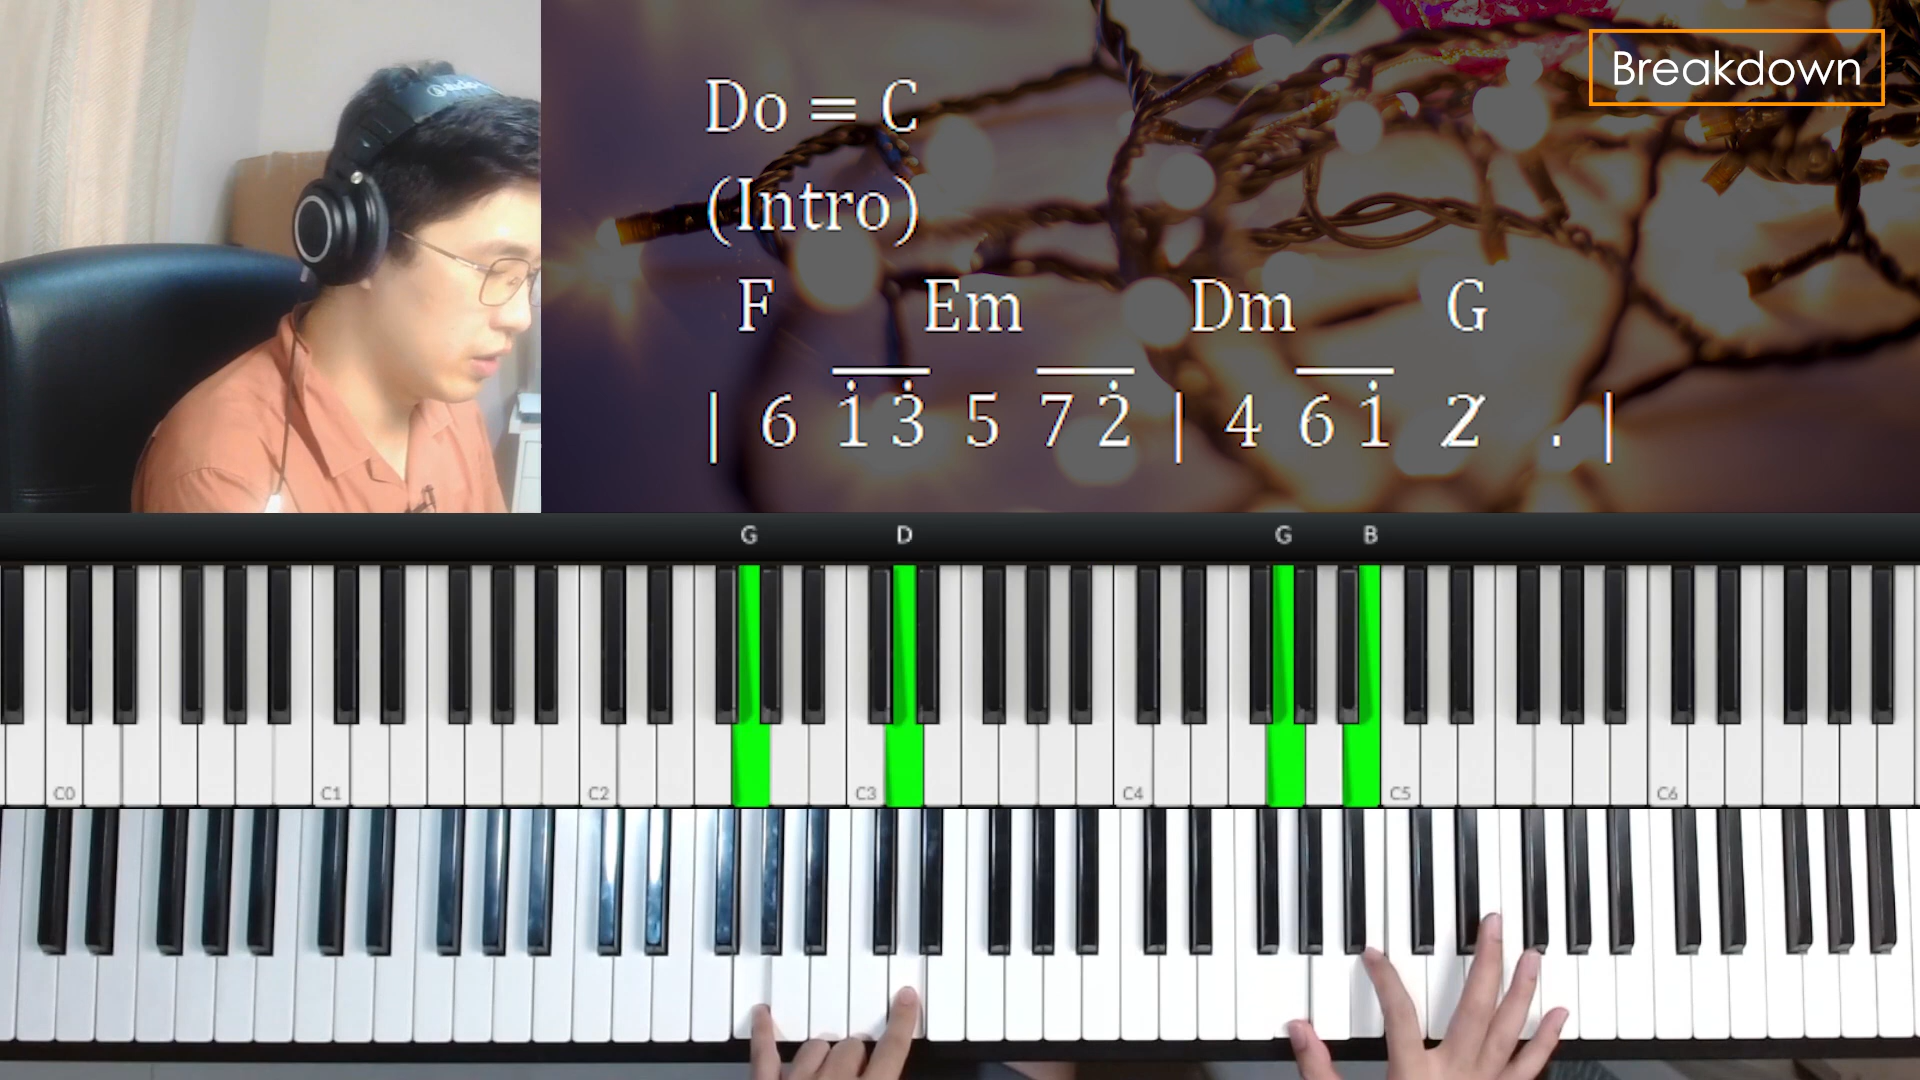 Breakdown
Do = C
(Intro)
F Em Dm G
| 6 1̇ 3̇ 5 7 2̇ | 4 6 1̇ 2̸ . |
G D G B
C0 C1 C2 C3 C4 C5 C6